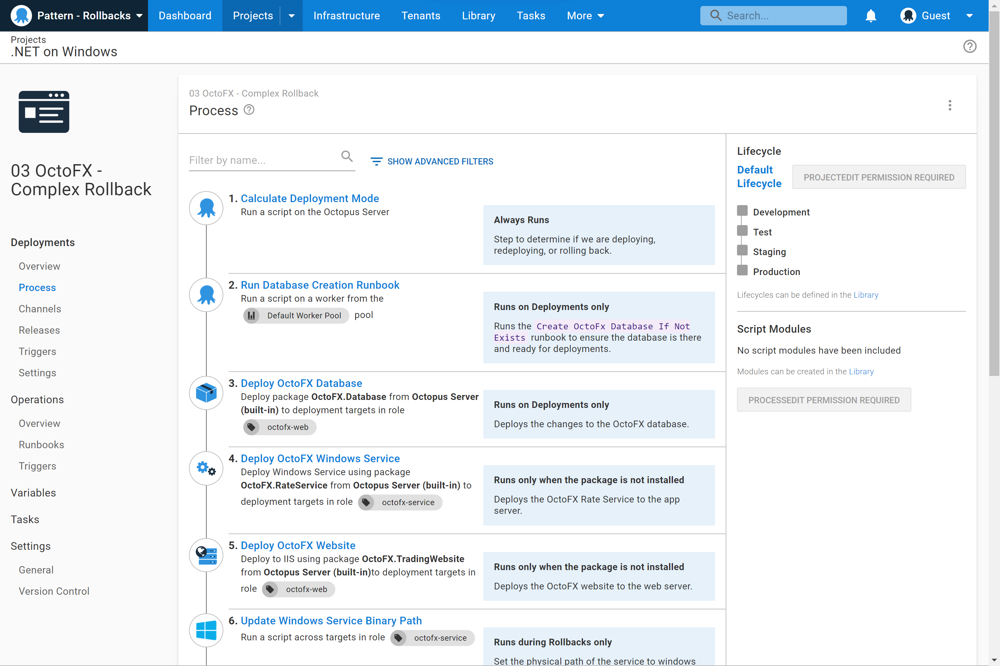 Pattern - Rollbacks
Dashboard
Projects
Infrastructure
Tenants
Library
Tasks
More
Search...
Guest
Projects
.NET on Windows
03 OctoFX -
Complex Rollback
Deployments
Overview
Process
Channels
Releases
Triggers
Settings
Operations
Overview
Runbooks
Triggers
Variables
Tasks
Settings
General
Version Control
03 OctoFX - Complex Rollback
Process
Filter by name...
SHOW ADVANCED FILTERS
1. Calculate Deployment Mode
Run a script on the Octopus Server
Always Runs
Step to determine if we are deploying,
redeploying, or rolling back.
2. Run Database Creation Runbook
Run a script on a worker from the
Default Worker Pool pool
Runs on Deployments only
Runs the Create OctoFx Database If Not
Exists runbook to ensure the database is there
and ready for deployments.
3. Deploy OctoFX Database
Deploy package OctoFX.Database from Octopus Server
(built-in) to deployment targets in role
octofx-web
Runs on Deployments only
Deploys the changes to the OctoFX database.
4. Deploy OctoFX Windows Service
Deploy Windows Service using package
OctoFX.RateService from Octopus Server (built-in) to
deployment targets in role octofx-service
Runs only when the package is not installed
Deploys the OctoFX Rate Service to the app
server.
5. Deploy OctoFX Website
Deploy to IIS using package OctoFX.TradingWebsite
from Octopus Server (built-in)to deployment targets in
role octofx-web
Runs only when the package is not installed
Deploys the OctoFX website to the web server.
6. Update Windows Service Binary Path
Run a script across targets in role octofx-service
Runs during Rollbacks only
Set the physical path of the service to windows
Lifecycle
Default
Lifecycle
PROJECTEDIT PERMISSION REQUIRED
Development
Test
Staging
Production
Lifecycles can be defined in the Library
Script Modules
No script modules have been included
Modules can be created in the Library
PROCESSEDIT PERMISSION REQUIRED